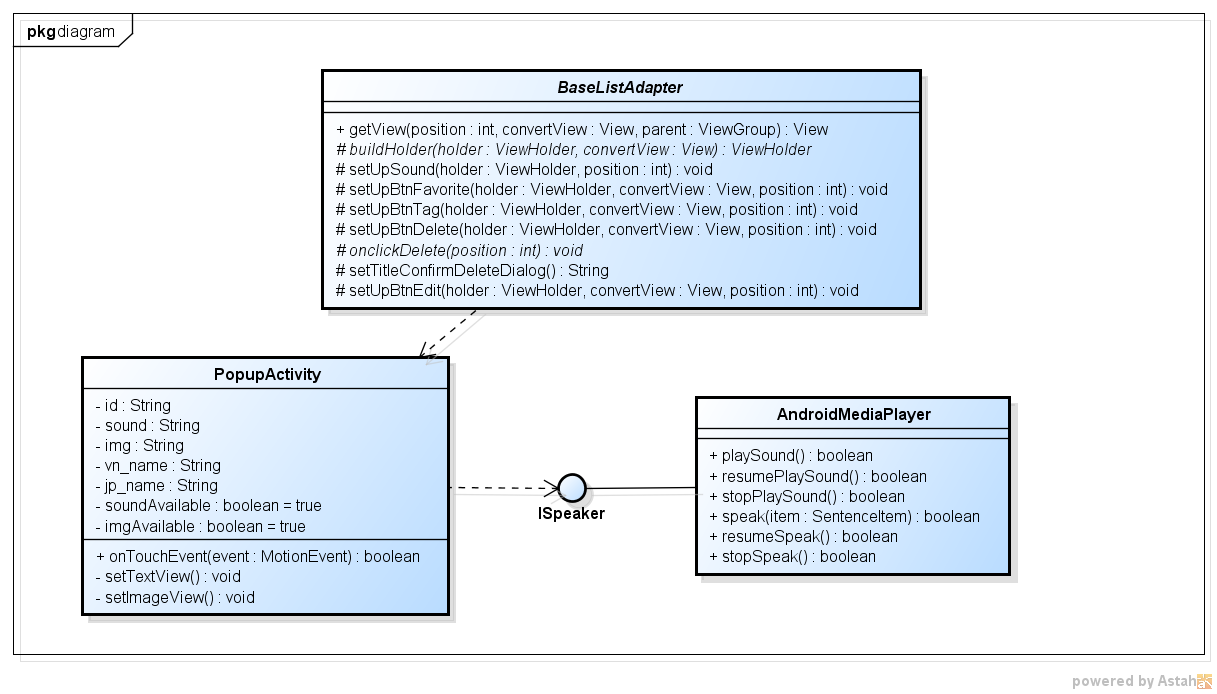 pkg diagram
BaseListAdapter
+ getView(position : int, convertView : View, parent : ViewGroup) : View
# buildHolder(holder : ViewHolder, convertView : View) : ViewHolder
# setUpSound(holder : ViewHolder, position : int) : void
# setUpBtnFavorite(holder : ViewHolder, convertView : View, position : int) : void
# setUpBtnTag(holder : ViewHolder, convertView : View, position : int) : void
# setUpBtnDelete(holder : ViewHolder, convertView : View, position : int) : void
# onclickDelete(position : int) : void
# setTitleConfirmDeleteDialog() : String
# setUpBtnEdit(holder : ViewHolder, convertView : View, position : int) : void
PopupActivity
- id : String
- sound : String
- img : String
- vn_name : String
- jp_name : String
- soundAvailable : boolean = true
- imgAvailable : boolean = true
+ onTouchEvent(event : MotionEvent) : boolean
- setTextView() : void
- setImageView() : void
ISpeaker
AndroidMediaPlayer
+ playSound() : boolean
+ resumePlaySound() : boolean
+ stopPlaySound() : boolean
+ speak(item : SentenceItem) : boolean
+ resumeSpeak() : boolean
+ stopSpeak() : boolean
powered by Astah